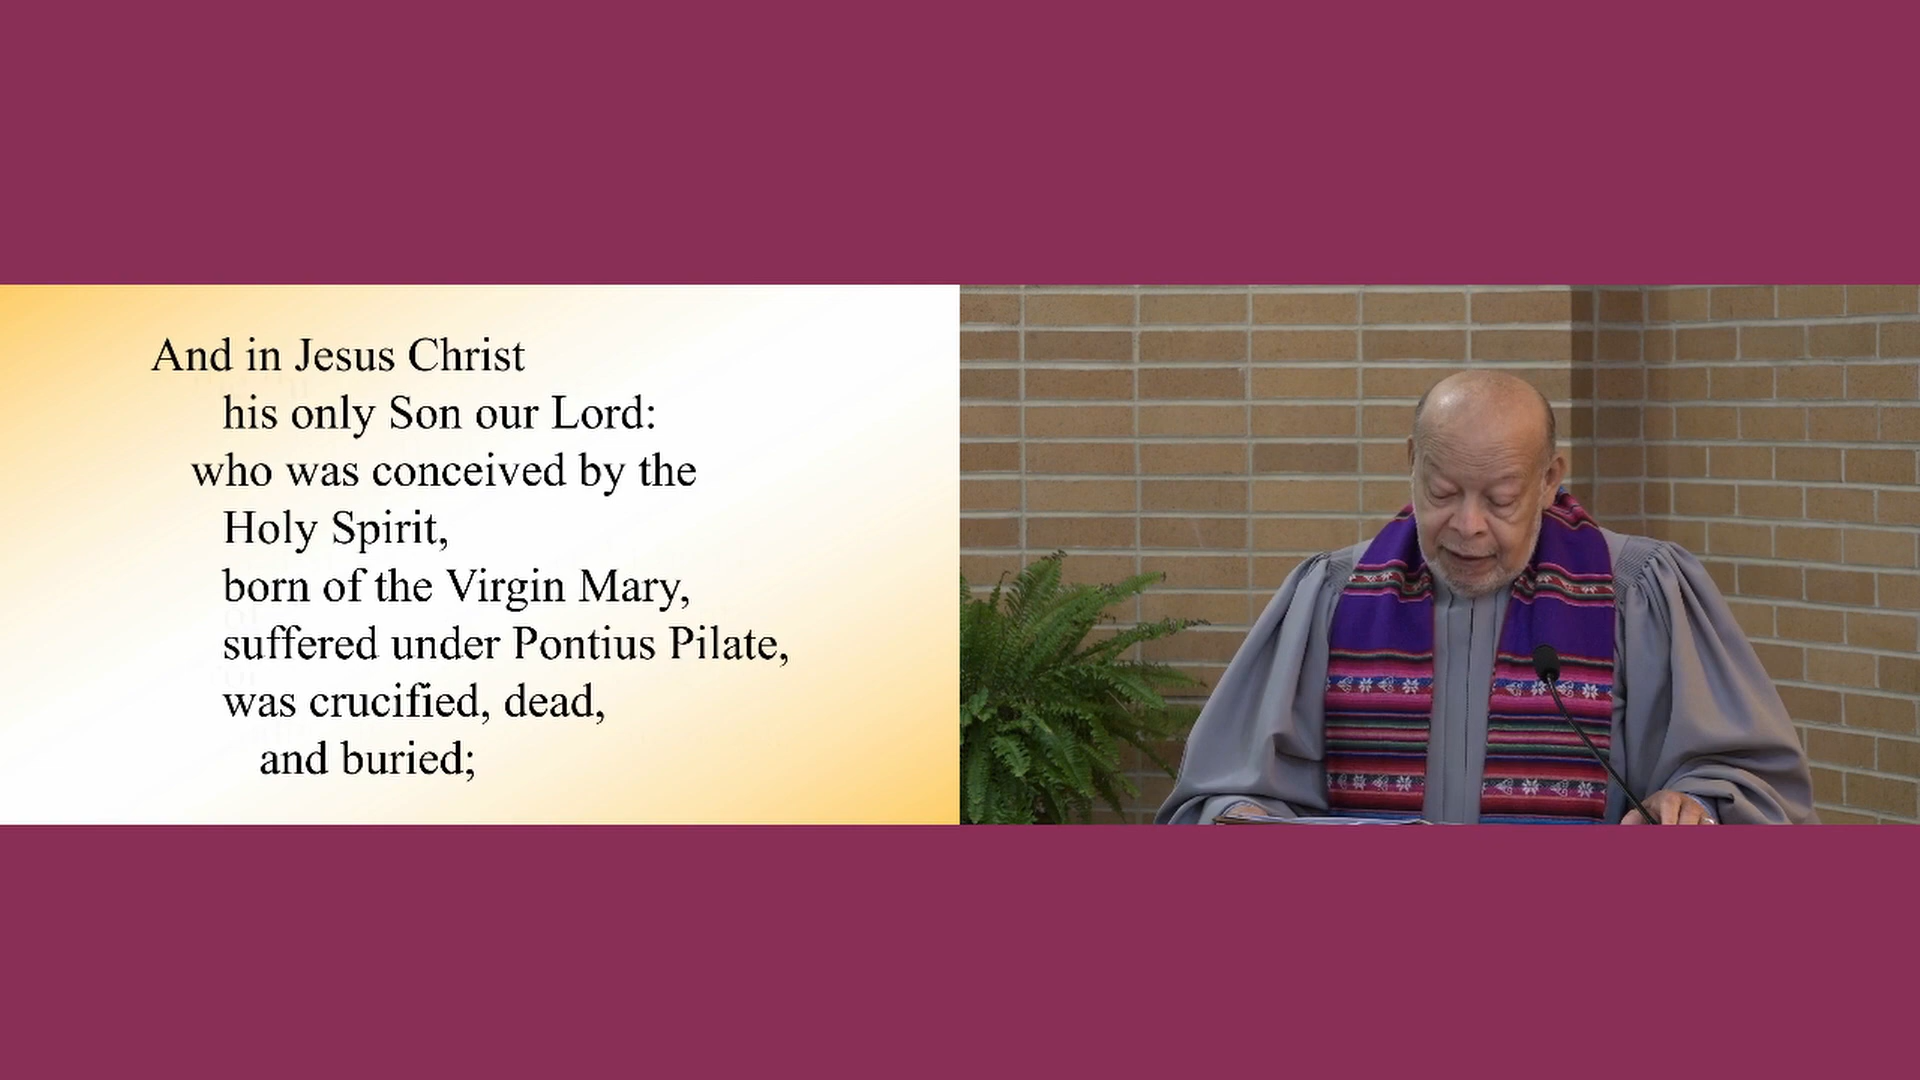 And in Jesus Christ
his only Son our Lord:
who was conceived by the
Holy Spirit,
born of the Virgin Mary,
suffered under Pontius Pilate,
was crucified, dead,
and buried;